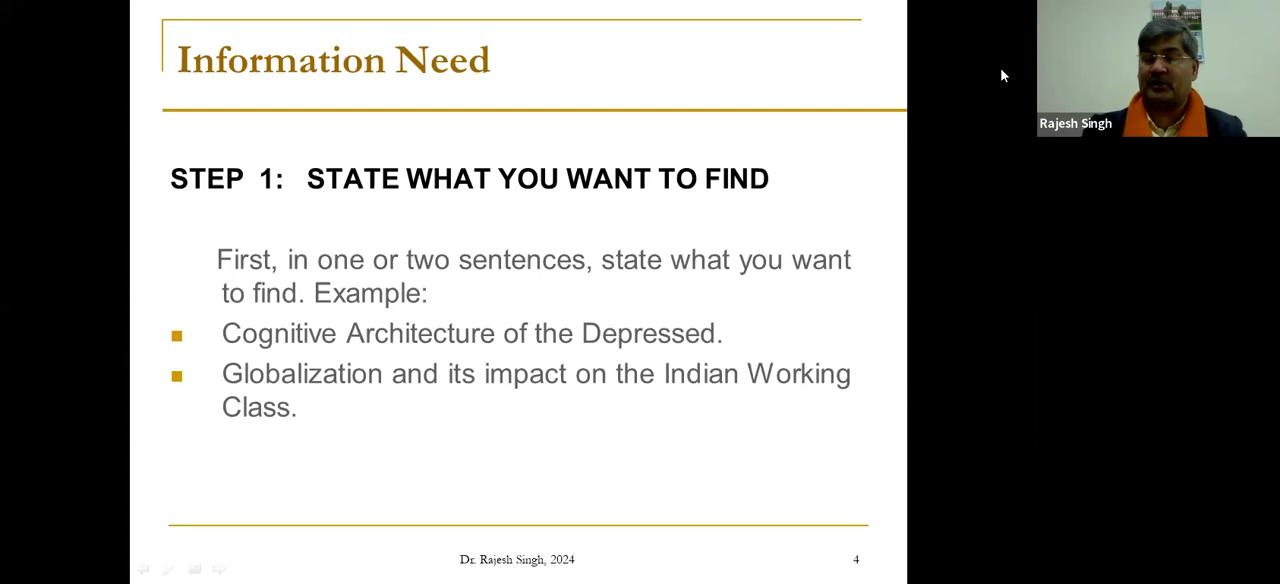 Information Need
Rajesh Singh
STEP 1: STATE WHAT YOU WANT TO FIND
First, in one or two sentences, state what you want
to find. Example:
Cognitive Architecture of the Depressed.
Globalization and its impact on the Indian Working
Class.
Dr. Rajesh Singh, 2024
4